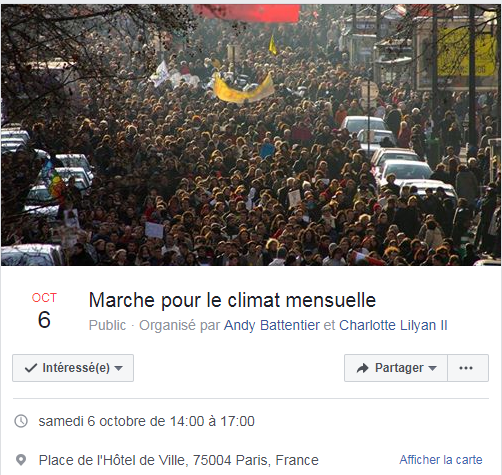 OCT
6
Marche pour le climat mensuelle
Public · Organisé par Andy Battentier et Charlotte Lilyan II
Intéressé(e)
Partager
samedi 6 octobre de 14:00 à 17:00
Place de l'Hôtel de Ville, 75004 Paris, France
Afficher la carte